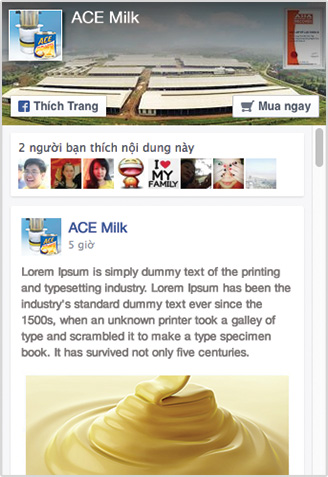 ACE Milk
ACE
Thích Trang
Mua ngay
2 người bạn thích nội dung này
I
MY
FAMILY
ACE Milk
5 giờ
Lorem Ipsum is simply dummy text of the printing
and typesetting industry. Lorem Ipsum has been the
industry's standard dummy text ever since the
1500s, when an unknown printer took a galley of
type and scrambled it to make a type specimen
book. It has survived not only five centuries.